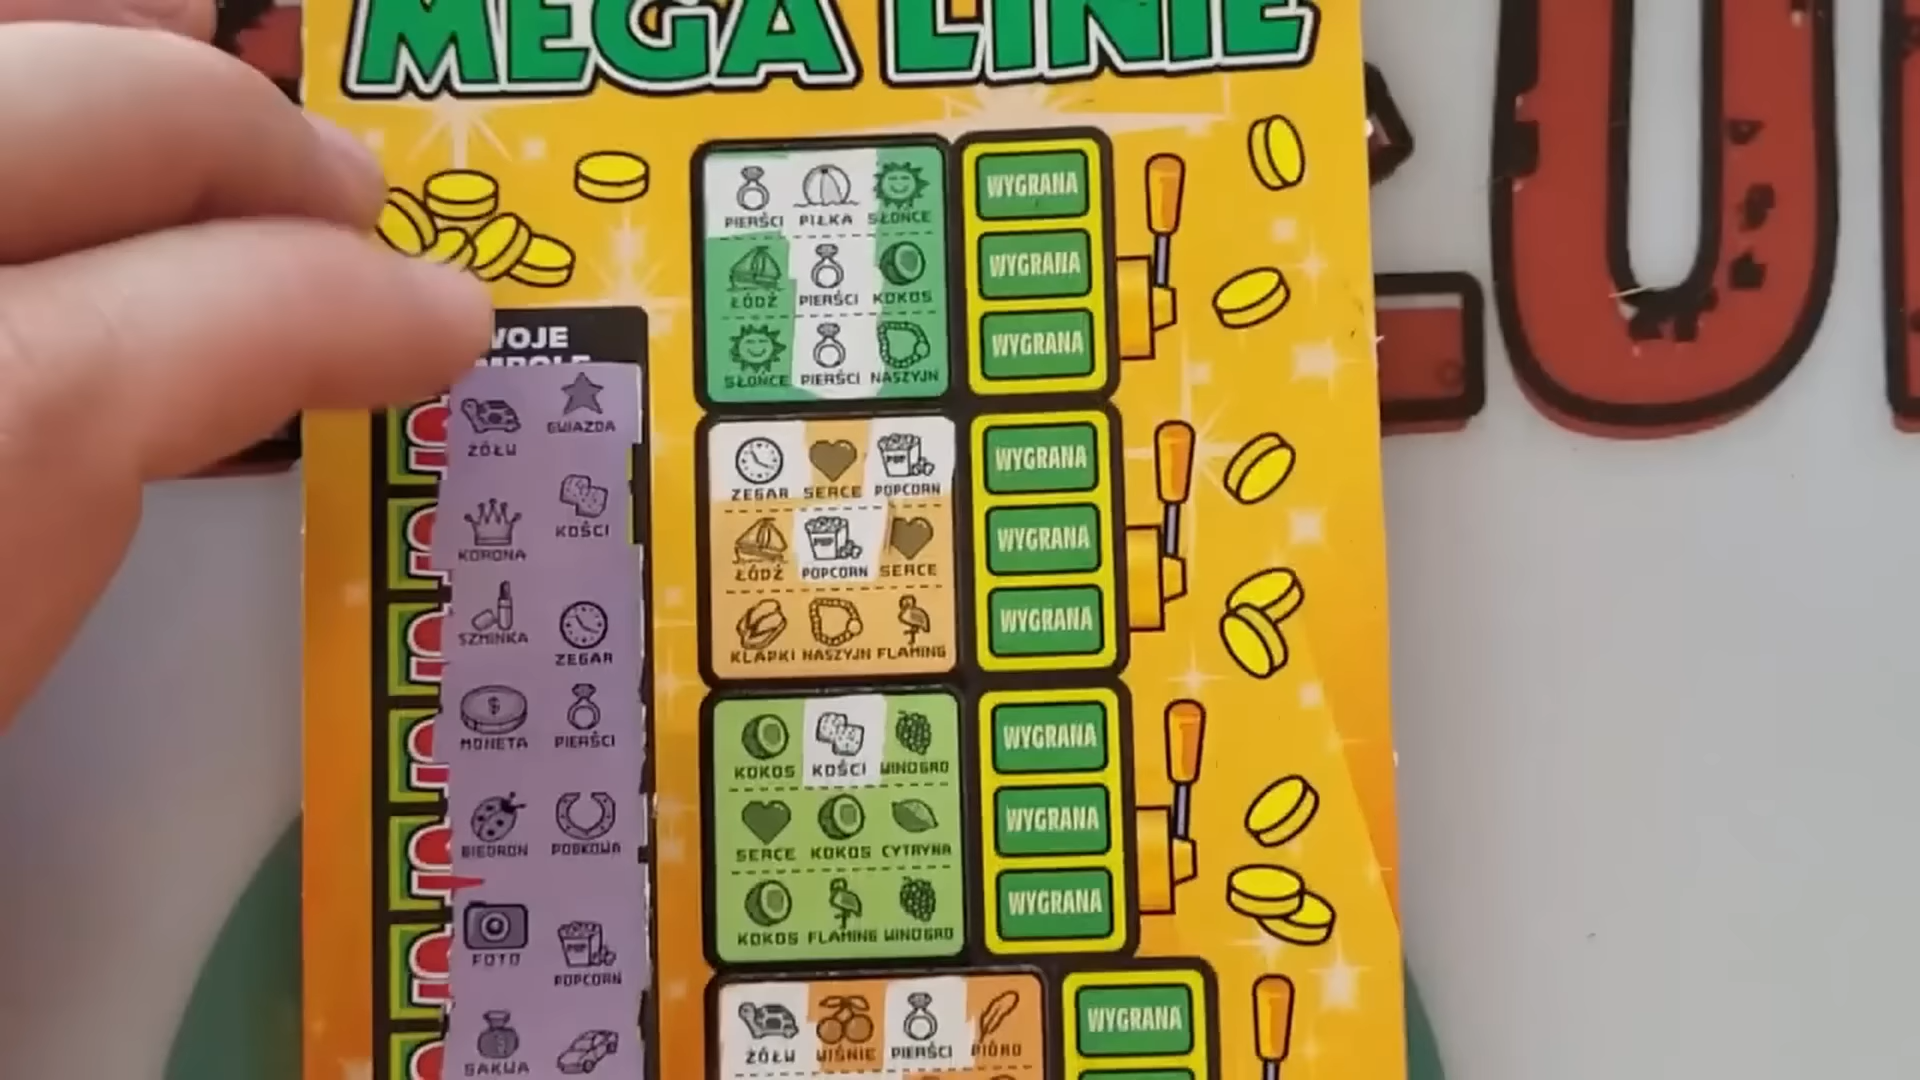 MEGA LINIE
PIERŚCI PIŁKA SŁOŃCE
WYGRANA
ŁÓDŹ PIERŚCI KOKOS
WYGRANA
SŁOŃCE PIERŚCI NASZYJN
WYGRANA
WOJE
ŻÓŁW GWIAZDA
KORONA KOŚCI
SZMINKA ZEGAR
MONETA PIERŚCI
BIEDRON PODKOWA
FOTO POPCORN
SAKWA
ZEGAR SERCE POPCORN
WYGRANA
ŁÓDŹ POPCORN SERCE
WYGRANA
KLAPKI NASZYJN FLAMING
WYGRANA
KOKOS KOŚCI WINOGRO
WYGRANA
SERCE KOKOS CYTRYNA
WYGRANA
KOKOS FLAMING WINOGRO
WYGRANA
ŻÓŁW WIŚNIE PIERŚCI PIÓRO
WYGRANA